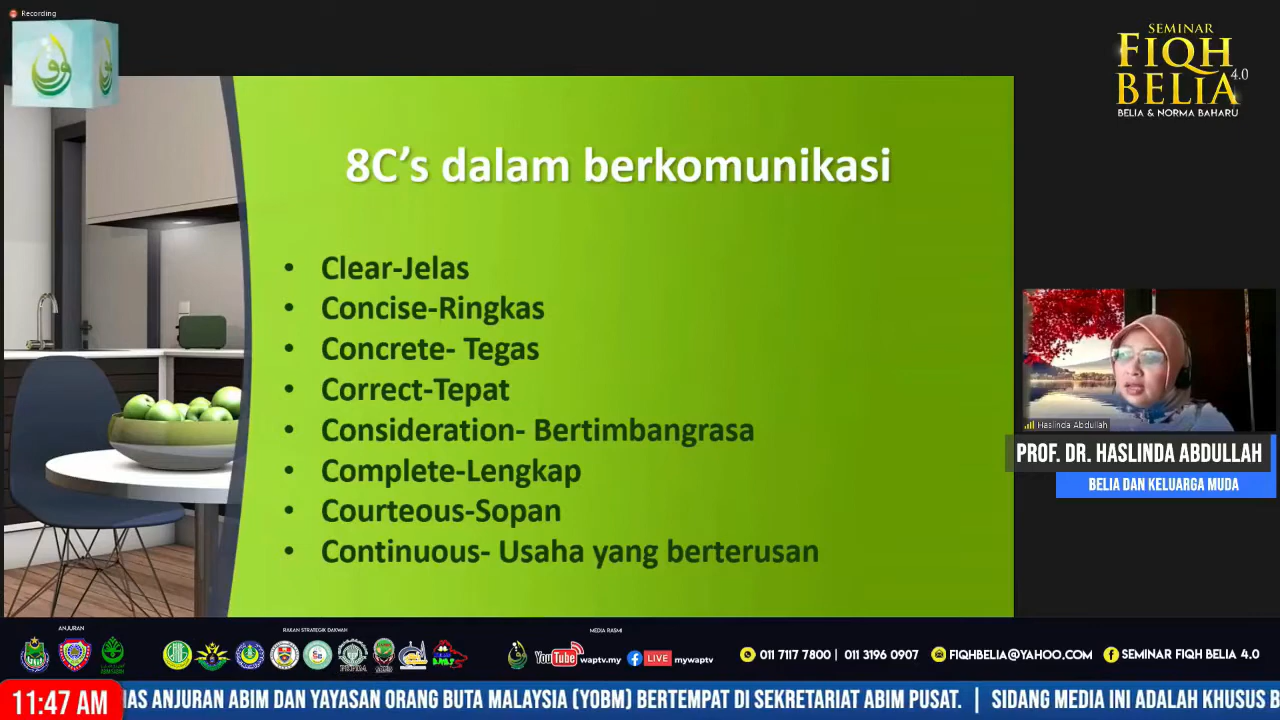 Recording
SEMINAR
FIQH
BELIA 4.0
BELIA & NORMA BAHARU
8C’s dalam berkomunikasi
• Clear-Jelas
• Concise-Ringkas
• Concrete- Tegas
• Correct-Tepat
• Consideration- Bertimbangrasa
• Complete-Lengkap
• Courteous-Sopan
• Continuous- Usaha yang berterusan
Haslinda Abdullah
PROF. DR. HASLINDA ABDULLAH
BELIA DAN KELUARGA MUDA
ANJURAN
RAKAN STRATEGIK DAKWAH
MEDIA RASMI
YouTube waptv.my
LIVE mywaptv
011 7117 7800 | 011 3196 0907
FIQHBELIA@YAHOO.COM
SEMINAR FIQH BELIA 4.0
11:47 AM
AS ANJURAN ABIM DAN YAYASAN ORANG BUTA MALAYSIA (YOBM) BERTEMPAT DI SEKRETARIAT ABIM PUSAT. | SIDANG MEDIA INI ADALAH KHUSUS B